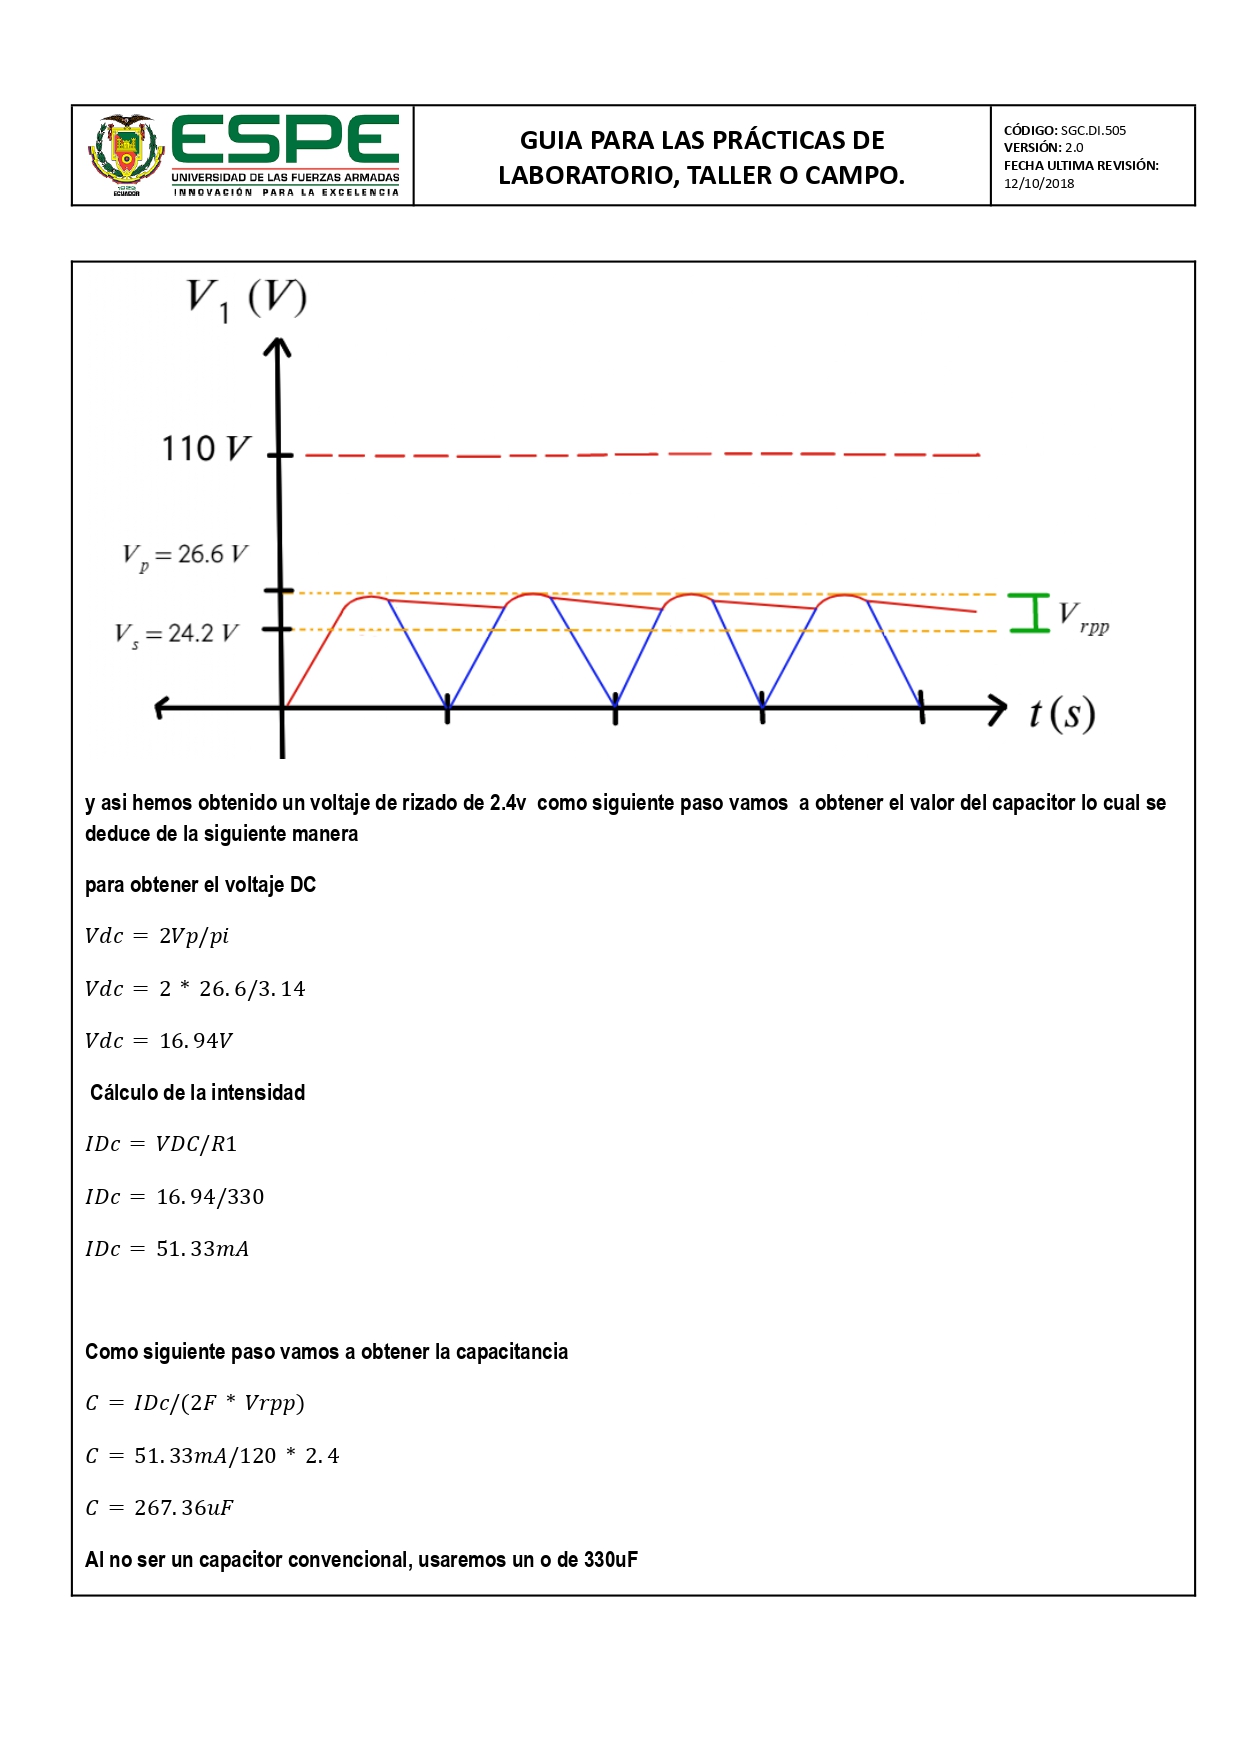 ESPE
UNIVERSIDAD DE LAS FUERZAS ARMADAS
INNOVACIÓN PARA LA EXCELENCIA
ECUADOR
GUIA PARA LAS PRÁCTICAS DE
LABORATORIO, TALLER O CAMPO.
CÓDIGO: SGC.DI.505
VERSIÓN: 2.0
FECHA ULTIMA REVISIÓN:
12/10/2018
V1 (V)
110 V
Vp = 26.6 V
Vs = 24.2 V
Vrpp
t (s)
y asi hemos obtenido un voltaje de rizado de 2.4v como siguiente paso vamos a obtener el valor del capacitor lo cual se
deduce de la siguiente manera
para obtener el voltaje DC
Vdc = 2Vp/pi
Vdc = 2 * 26.6/3.14
Vdc = 16.94V
Cálculo de la intensidad
IDc = VDC/R1
IDc = 16.94/330
IDc = 51.33mA
Como siguiente paso vamos a obtener la capacitancia
C = IDc/(2F * Vrpp)
C = 51.33mA/120 * 2.4
C = 267.36uF
Al no ser un capacitor convencional, usaremos un o de 330uF